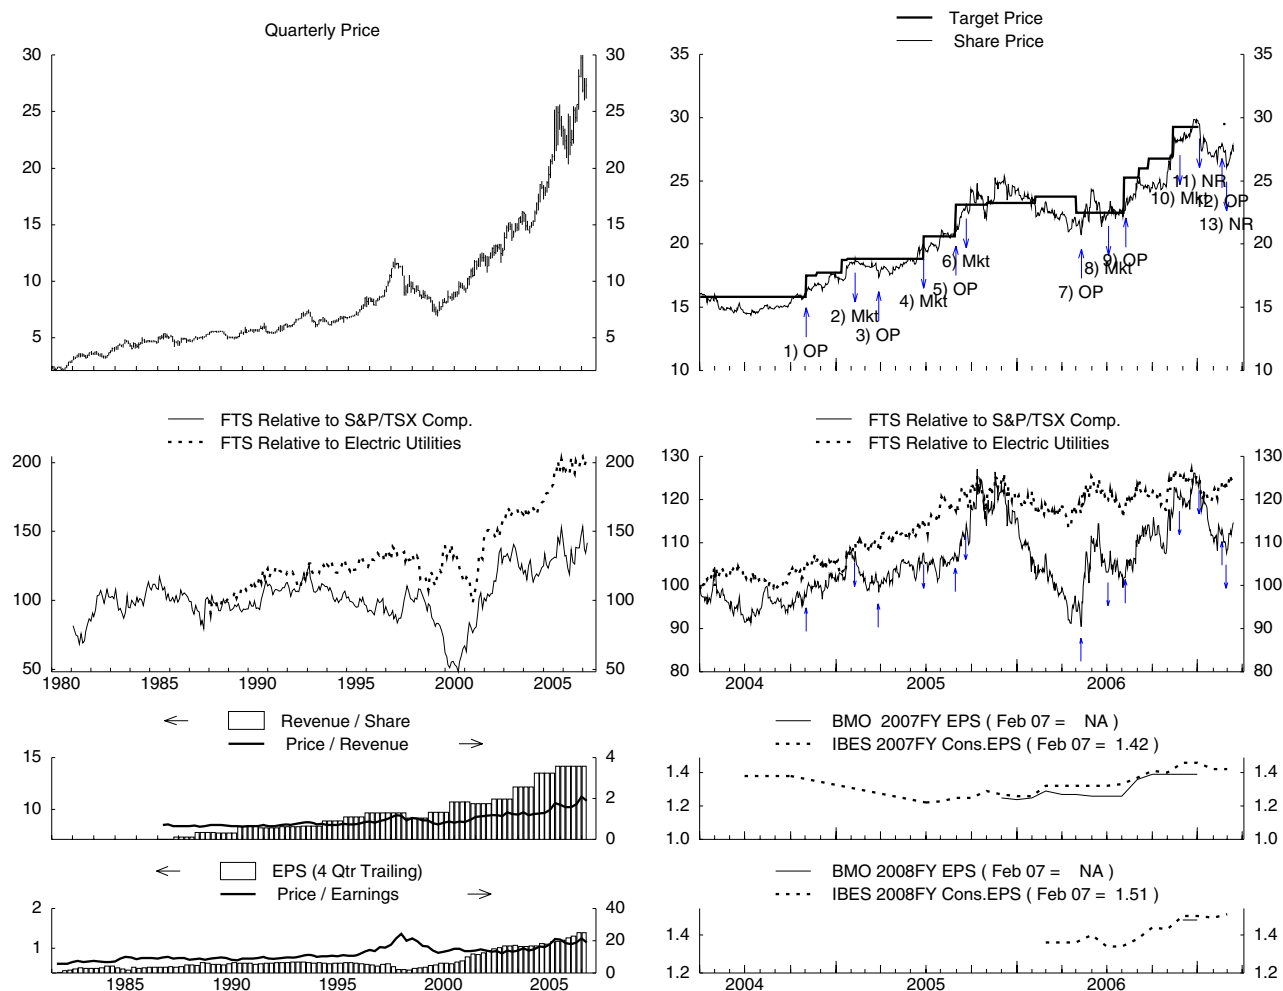 Quarterly Price
30
30
25
25
20
20
15
15
10
10
5
5
Target Price
Share Price
35
35
30
30
25
25
20
20
15
15
10
10
1) OP
2) Mkt
3) OP
4) Mkt
5) OP
6) Mkt
7) OP
8) Mkt
9) OP
10) Mkt
11) NR
12) OP
13) NR
FTS Relative to S&P/TSX Comp.
FTS Relative to Electric Utilities
200
200
150
150
100
100
50
50
1980 1985 1990 1995 2000 2005
FTS Relative to S&P/TSX Comp.
FTS Relative to Electric Utilities
130
130
120
120
110
110
100
100
90
90
80
80
2004 2005 2006
Revenue / Share
Price / Revenue
15
4
10
2
0
BMO 2007FY EPS ( Feb 07 = NA )
IBES 2007FY Cons.EPS ( Feb 07 = 1.42 )
1.4
1.4
1.2
1.2
1.0
1.0
EPS (4 Qtr Trailing)
Price / Earnings
2
40
1
20
0
0
1985 1990 1995 2000 2005
BMO 2008FY EPS ( Feb 07 = NA )
IBES 2008FY Cons.EPS ( Feb 07 = 1.51 )
1.4
1.4
1.2
1.2
2004 2005 2006